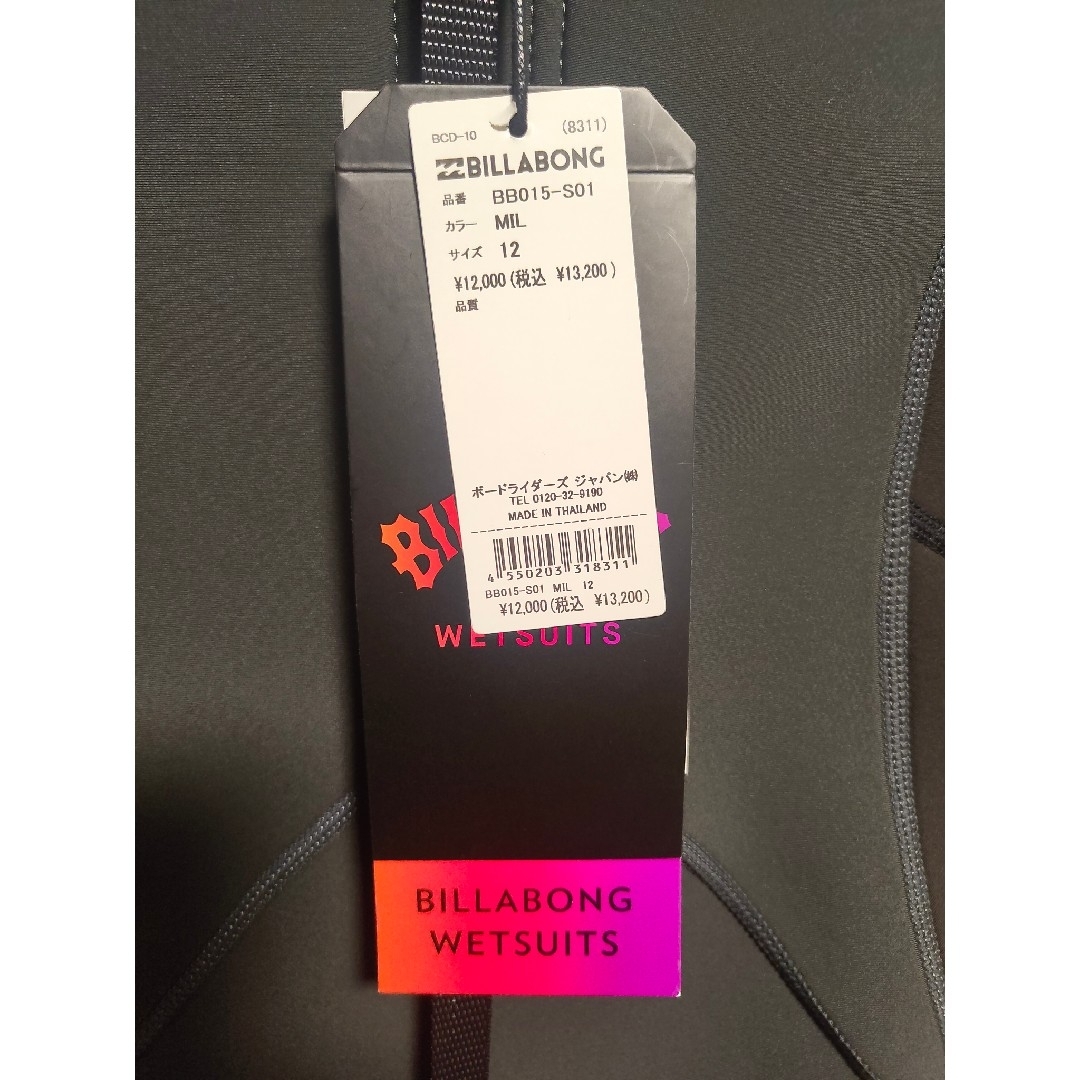 BCD-10 (8311)
BILLABONG
品番 BB015-S01
カラー MIL
サイズ 12
¥12,000(税込 ¥13,200)
品質
ボードライダーズ ジャパン㈱
TEL 0120-32-9190
MADE IN THAILAND
4 550203 318311
BB015-S01 MIL 12
¥12,000(税込 ¥13,200)
WETSUITS
BILLABONG
WETSUITS